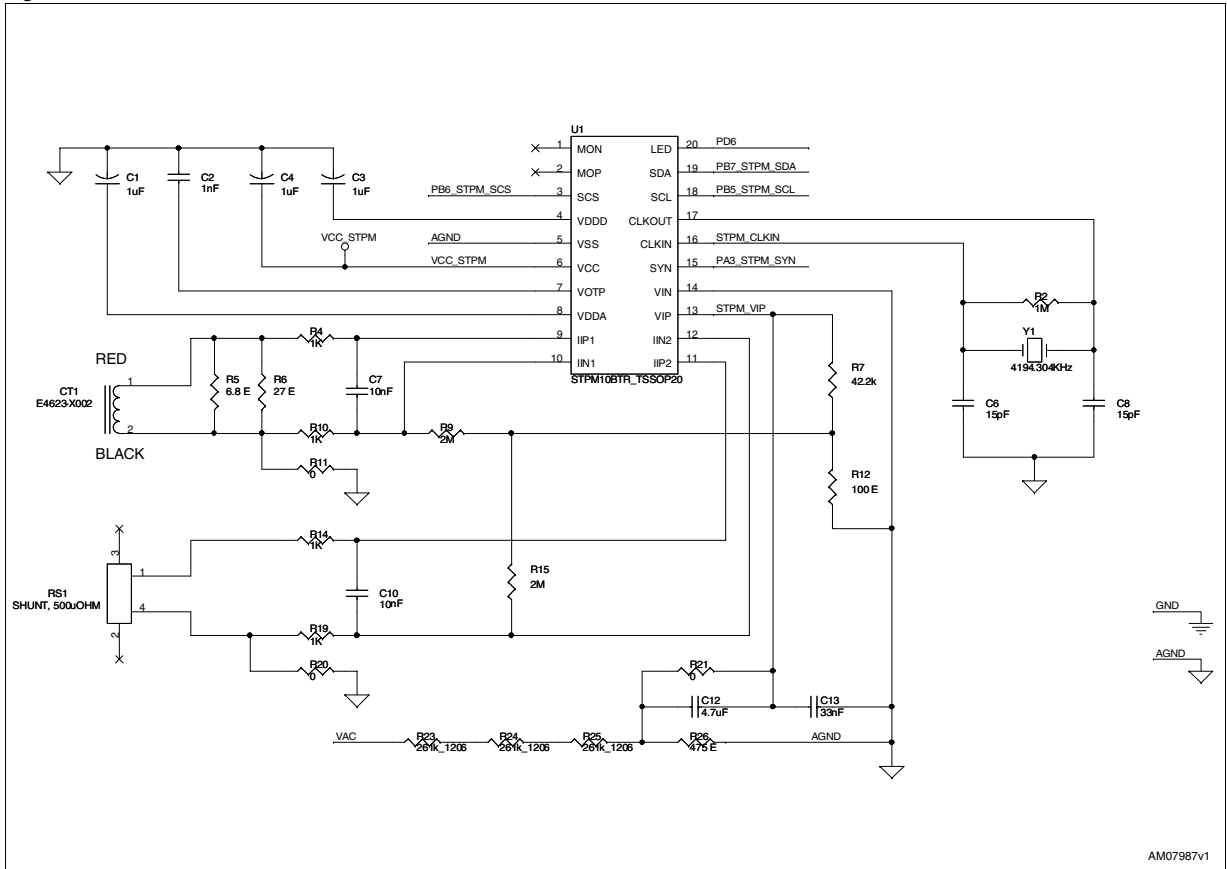 U1
1 MON LED 20 PD6
2 MOP SDA 19 PB7_STPM_SDA
PB6_STPM_SCS 3 SCS SCL 18 PB5_STPM_SCL
4 VDDD CLKOUT 17
AGND 5 VSS CLKIN 16 STPM_CLKIN
VCC_STPM
VCC_STPM 6 VCC SYN 15 PA3_STPM_SYN
7 VOTP VIN 14
8 VDDA VIP 13 STPM_VIP
9 IIP1 IIN2 12
10 IIN1 IIP2 11
STPM10BTR_TSSOP20
C1
1uF
C2
1nF
C4
1uF
C3
1uF
R2
1M
Y1
4194.304KHz
C6
15pF
C8
15pF
RED
CT1
E4623-X002
1
2
BLACK
R5
6.8 E
R6
27 E
R4
1K
C7
10nF
R10
1K
R11
0
R9
2M
R7
42.2k
R12
100 E
3
RS1
SHUNT, 500uOHM
1
4
2
R14
1K
C10
10nF
R19
1K
R20
0
R15
2M
R21
0
C12
4.7uF
C13
33nF
VAC
R23
261k_1206
R24
261k_1206
R25
261k_1206
R26
475 E
AGND
GND
AGND
AM07987v1